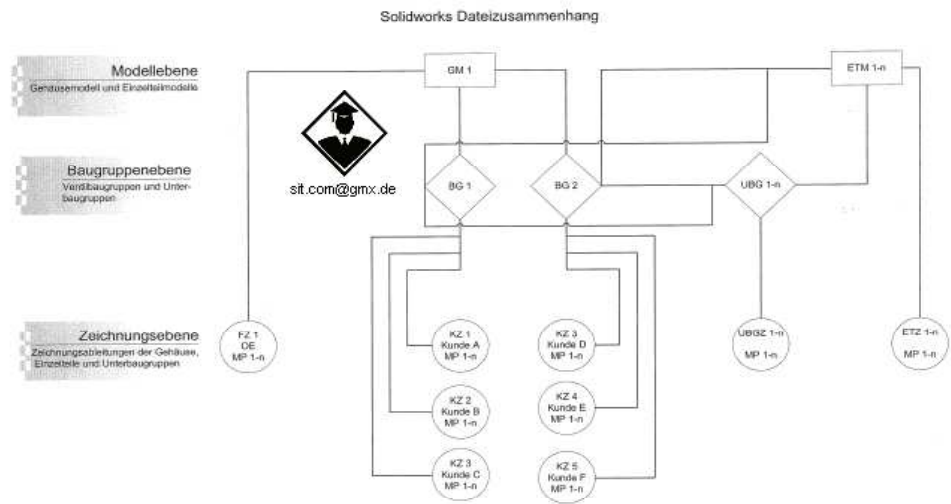 Solidworks Dateizusammenhang
Modellebene
Gehäusemodell und Einzelteilmodelle
GM 1
ETM 1-n
sit.com@gmx.de
Baugruppenebene
Ventilbaugruppen und Unter-
baugruppen
BG 1
BG 2
UBG 1-n
Zeichnungsebene
Zeichnungsableitungen der Gehäuse,
Einzelteile und Unterbaugruppen
FZ 1
OE
MP 1-n
KZ 1
Kunde A
MP 1-n
KZ 3
Kunde D
MP 1-n
UBGZ 1-n
MP 1-n
ETZ 1-n
MP 1-n
KZ 2
Kunde B
MP 1-n
KZ 4
Kunde E
MP 1-n
KZ 3
Kunde C
MP 1-n
KZ 5
Kunde F
MP 1-n